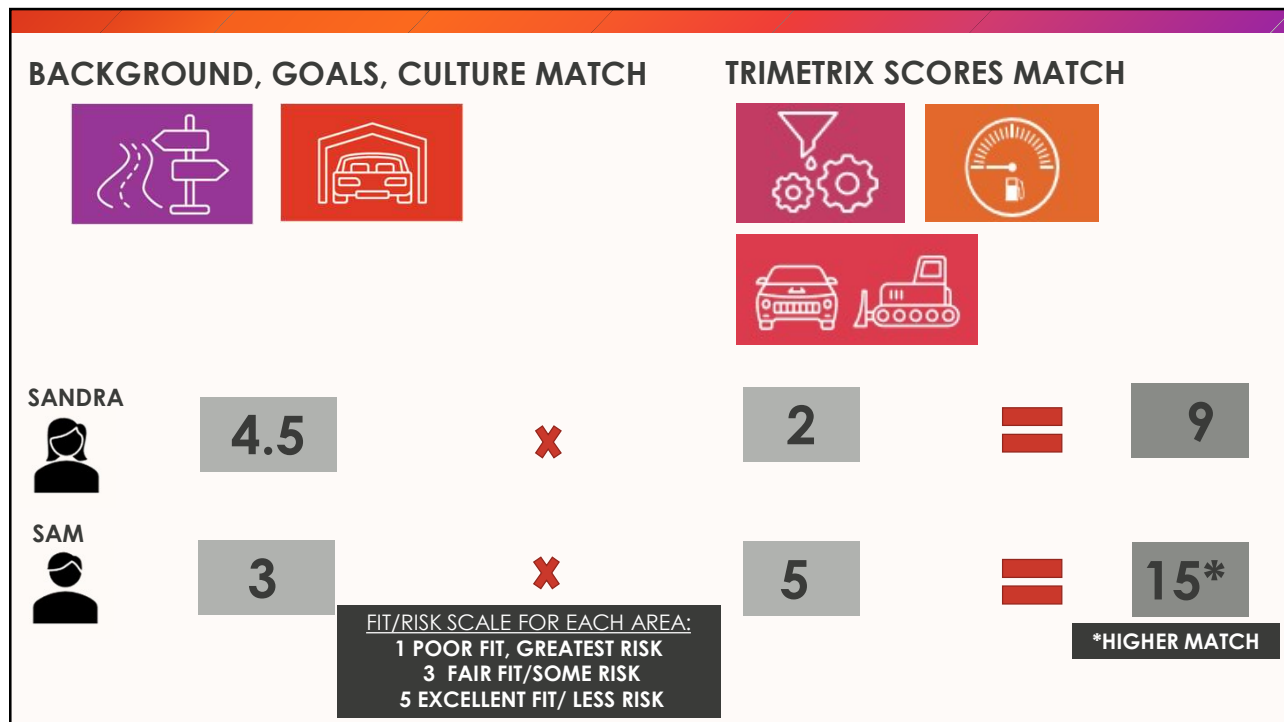 BACKGROUND, GOALS, CULTURE MATCH
TRIMETRIX SCORES MATCH
SANDRA
4.5 x 2 = 9
SAM
3 x 5 = 15*
FIT/RISK SCALE FOR EACH AREA:
1 POOR FIT, GREATEST RISK
3 FAIR FIT/SOME RISK
5 EXCELLENT FIT/ LESS RISK
*HIGHER MATCH